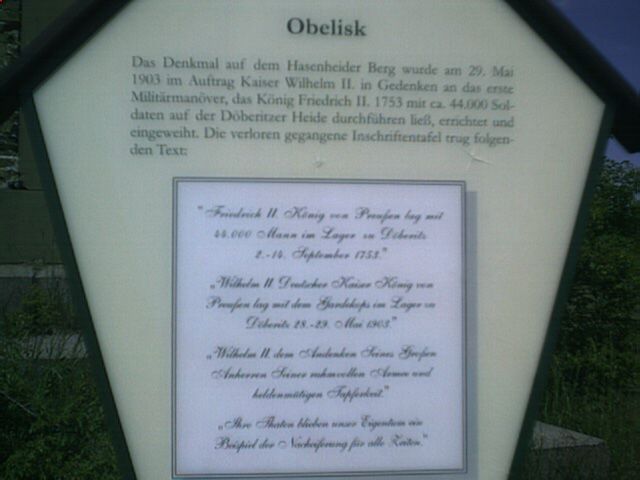 Obelisk
Das Denkmal auf dem Hasenheider Berg wurde am 29. Mai
1903 im Auftrag Kaiser Wilhelm II. in Gedenken an das erste
Militärmanöver, das König Friedrich II. 1753 mit ca. 44.000 Sol-
daten auf der Döberitzer Heide durchführen ließ, errichtet und
eingeweiht. Die verloren gegangene Inschriftentafel trug folgen-
den Text:
"Friedrich II. König von Preußen lag mit
44.000 Mann im Lager zu Döberitz
2.-14. September 1753."
„Wilhelm II. Deutscher Kaiser König von
Preußen lag mit dem Gardekops im Lager zu
Döberitz 28.-29. Mai 1903."
„Wilhelm II. dem Andenken Seines Großen
Anherren Seiner ruhmvollen Armee und
heldenmütigen Tapferkeit."
„Ihre Thaten blieben unser Eigentum ein
Beispiel der Nacheiferung für alle Zeiten."